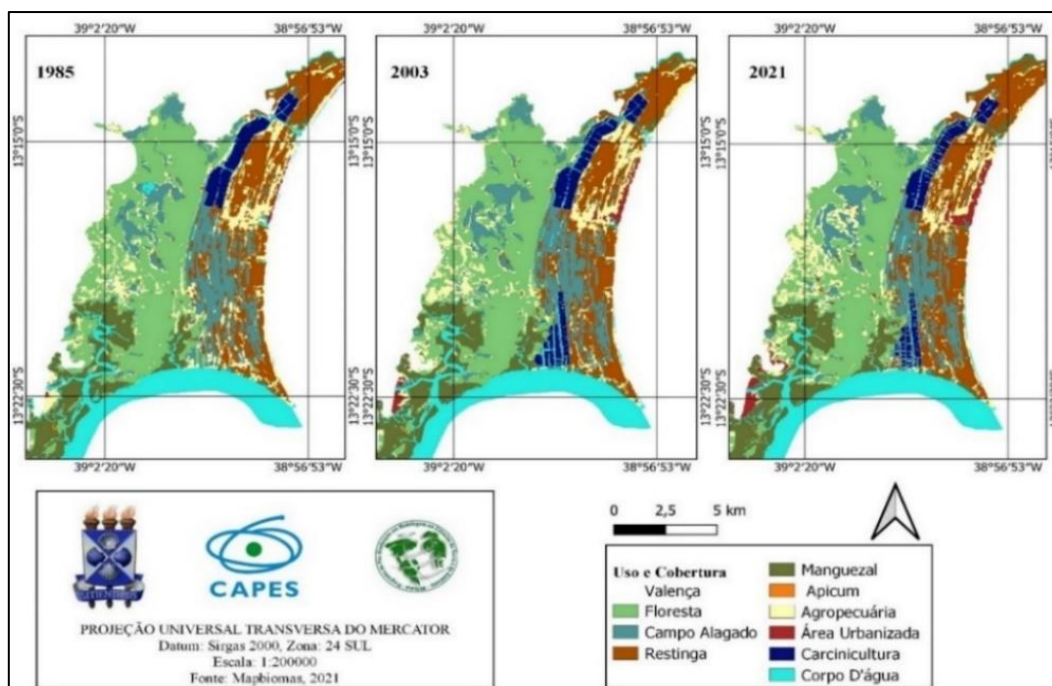 39°2'20"W 38°56'53"W 39°2'20"W 38°56'53"W 39°2'20"W 38°56'53"W
1985 2003 2021
13°15'0"S 13°15'0"S 13°15'0"S
13°22'30"S 13°22'30"S 13°22'30"S
39°2'20"W 38°56'53"W 39°2'20"W 38°56'53"W 39°2'20"W 38°56'53"W
CAPES
PROJEÇÃO UNIVERSAL TRANSVERSA DO MERCATOR
Datum: Sirgas 2000, Zona: 24 SUL
Escala: 1:200000
Fonte: Mapbiomas, 2021
0 2,5 5 km
Uso e Cobertura
Valença
Floresta
Campo Alagado
Restinga
Manguezal
Apicum
Agropecuária
Área Urbanizada
Carcinicultura
Corpo D'água